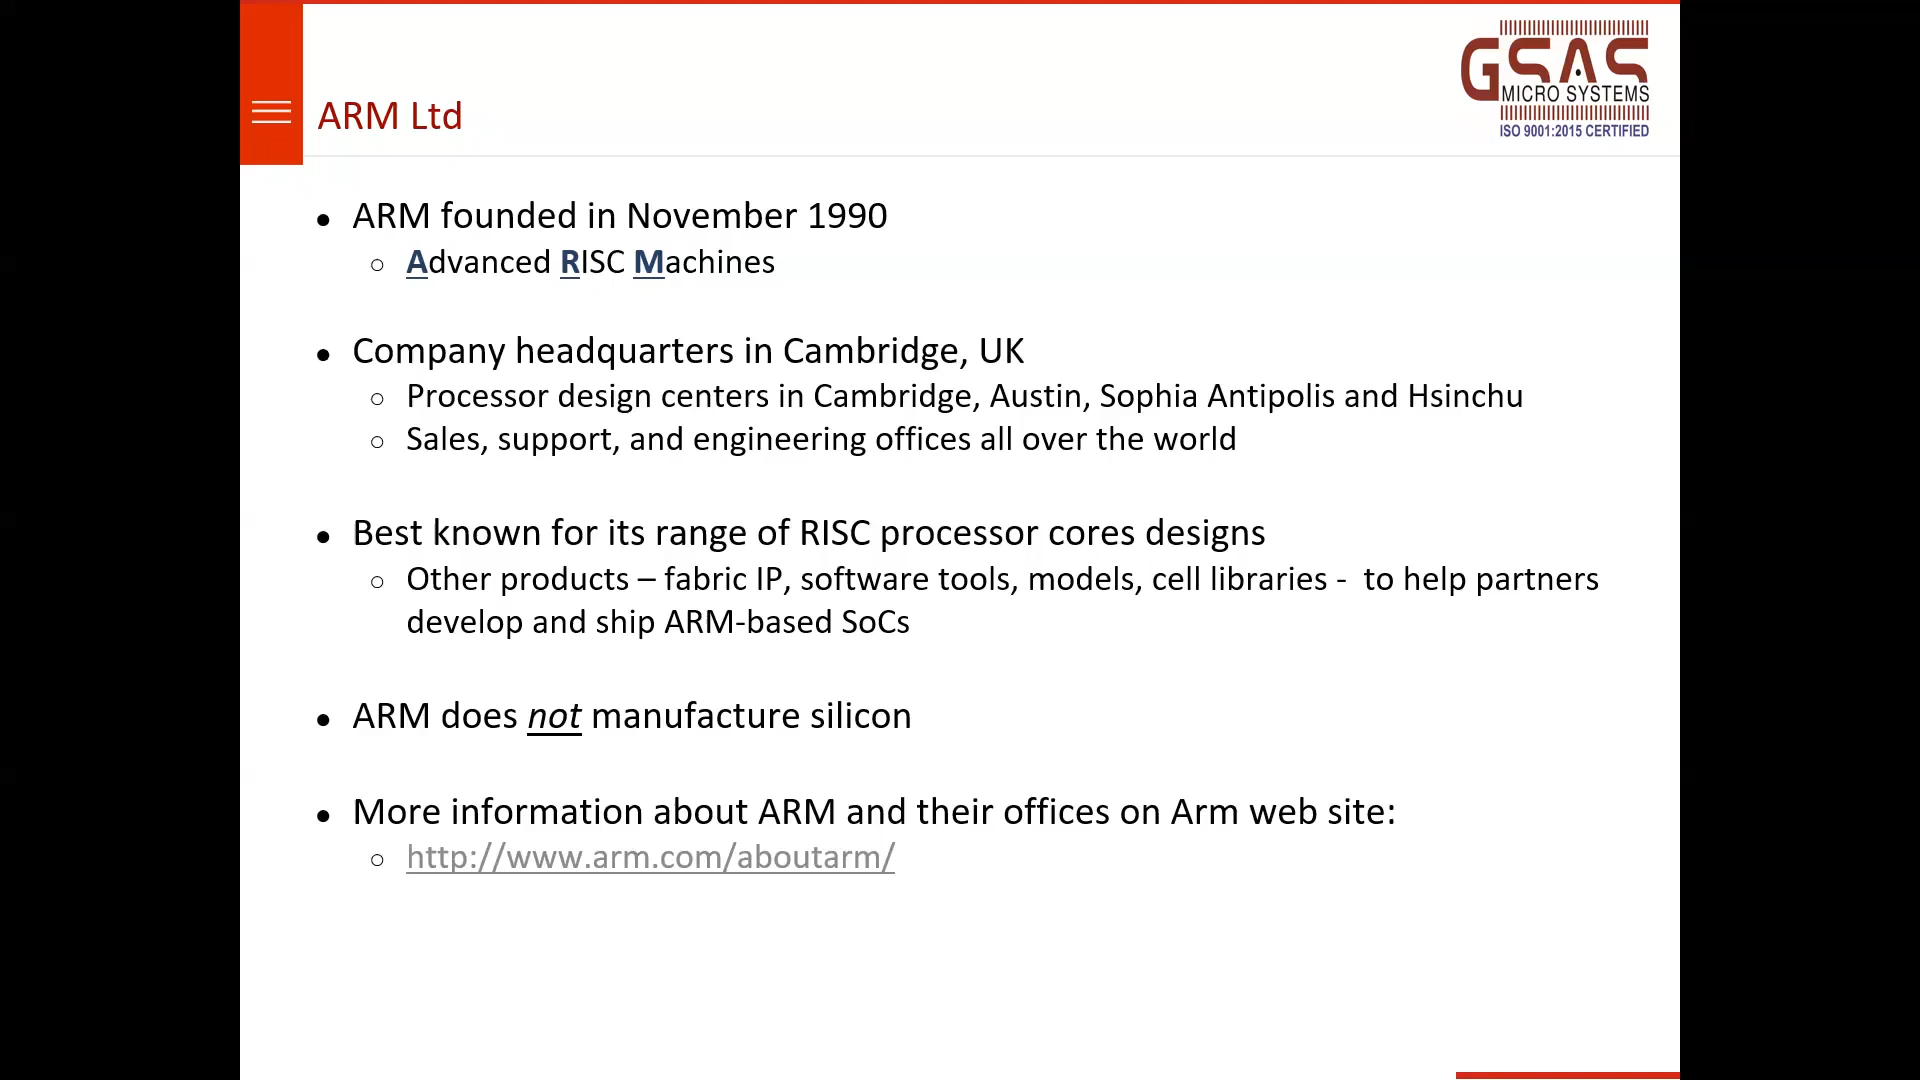 GSAS
MICRO SYSTEMS
ISO 9001:2015 CERTIFIED
ARM Ltd
● ARM founded in November 1990
○ Advanced RISC Machines
● Company headquarters in Cambridge, UK
○ Processor design centers in Cambridge, Austin, Sophia Antipolis and Hsinchu
○ Sales, support, and engineering offices all over the world
● Best known for its range of RISC processor cores designs
○ Other products – fabric IP, software tools, models, cell libraries -  to help partners
develop and ship ARM-based SoCs
● ARM does not manufacture silicon
● More information about ARM and their offices on Arm web site:
○ http://www.arm.com/aboutarm/